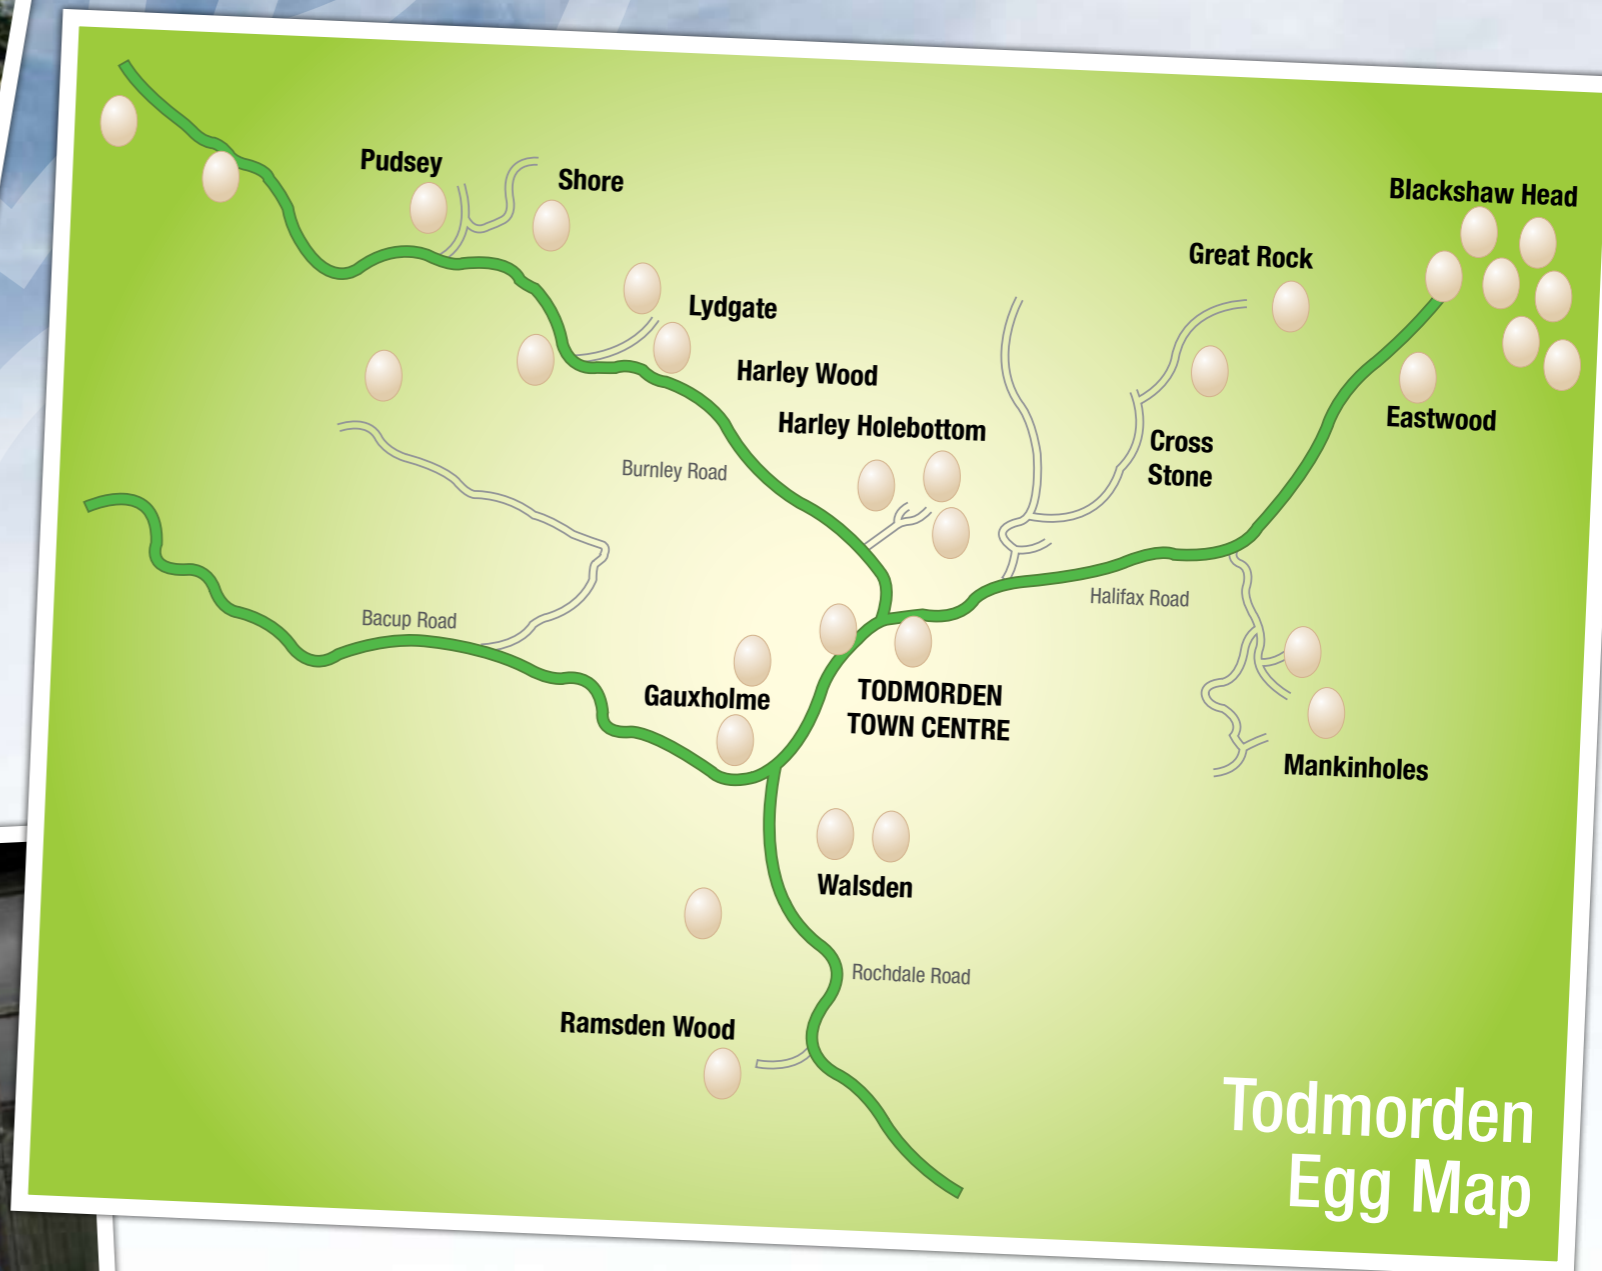 Pudsey
Shore
Blackshaw Head
Great Rock
Lydgate
Harley Wood
Harley Holebottom
Eastwood
Cross
Stone
Burnley Road
Halifax Road
Bacup Road
Gauxholme
TODMORDEN
TOWN CENTRE
Mankinholes
Walsden
Rochdale Road
Ramsden Wood
Todmorden
Egg Map